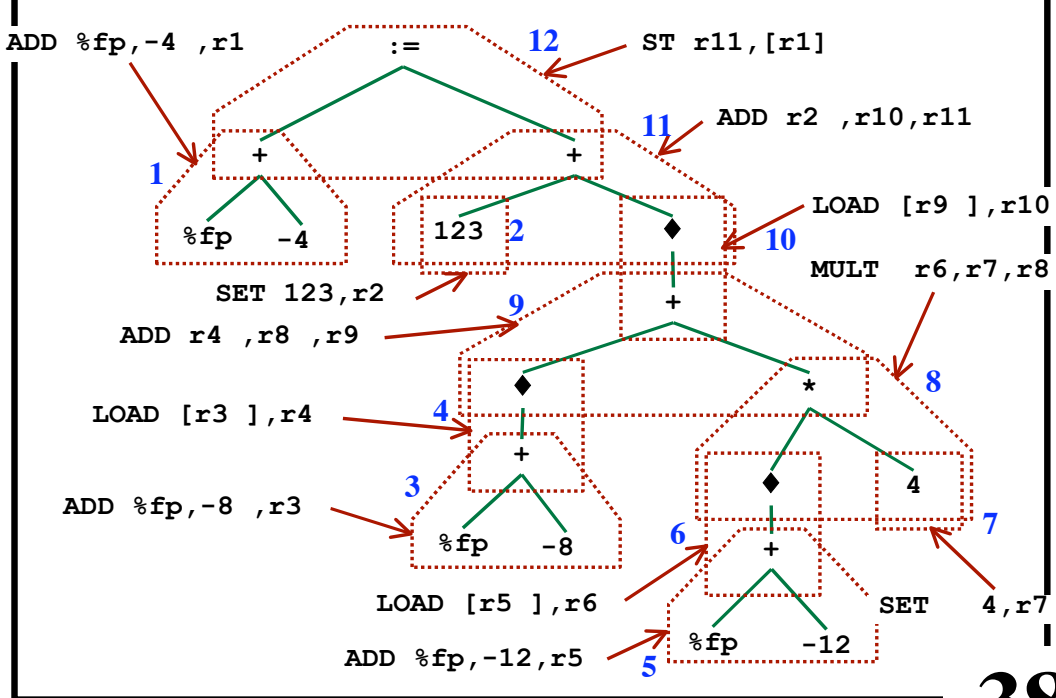 ADD %fp,-4 ,r1
:=
12
ST r11,[r1]
11
ADD r2 ,r10,r11
1
+
+
LOAD [r9 ],r10
%fp
-4
123
2
♦
10
SET 123,r2
MULT r6,r7,r8
9
+
ADD r4 ,r8 ,r9
♦
*
8
LOAD [r3 ],r4
4
+
3
♦
4
ADD %fp,-8 ,r3
%fp
-8
6
+
7
LOAD [r5 ],r6
SET 4,r7
%fp
-12
ADD %fp,-12,r5
5
38